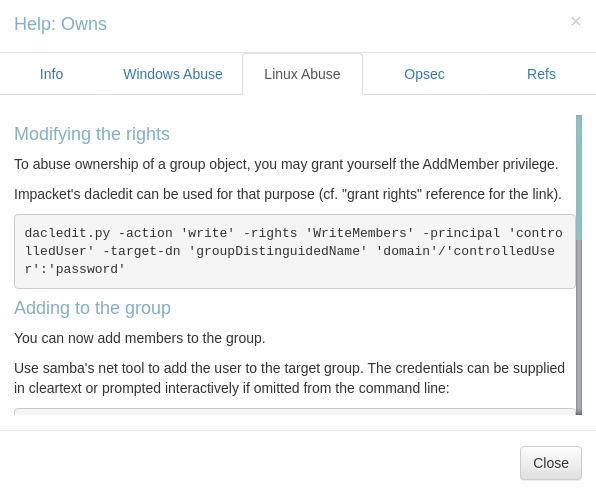 Help: Owns
×
Info
Windows Abuse
Linux Abuse
Opsec
Refs
Modifying the rights
To abuse ownership of a group object, you may grant yourself the AddMember privilege.
Impacket's dacledit can be used for that purpose (cf. "grant rights" reference for the link).
dacledit.py -action 'write' -rights 'WriteMembers' -principal 'contro
lledUser' -target-dn 'groupDistinguidedName' 'domain'/'controlledUse
r':'password'
Adding to the group
You can now add members to the group.
Use samba's net tool to add the user to the target group. The credentials can be supplied
in cleartext or prompted interactively if omitted from the command line:
Close